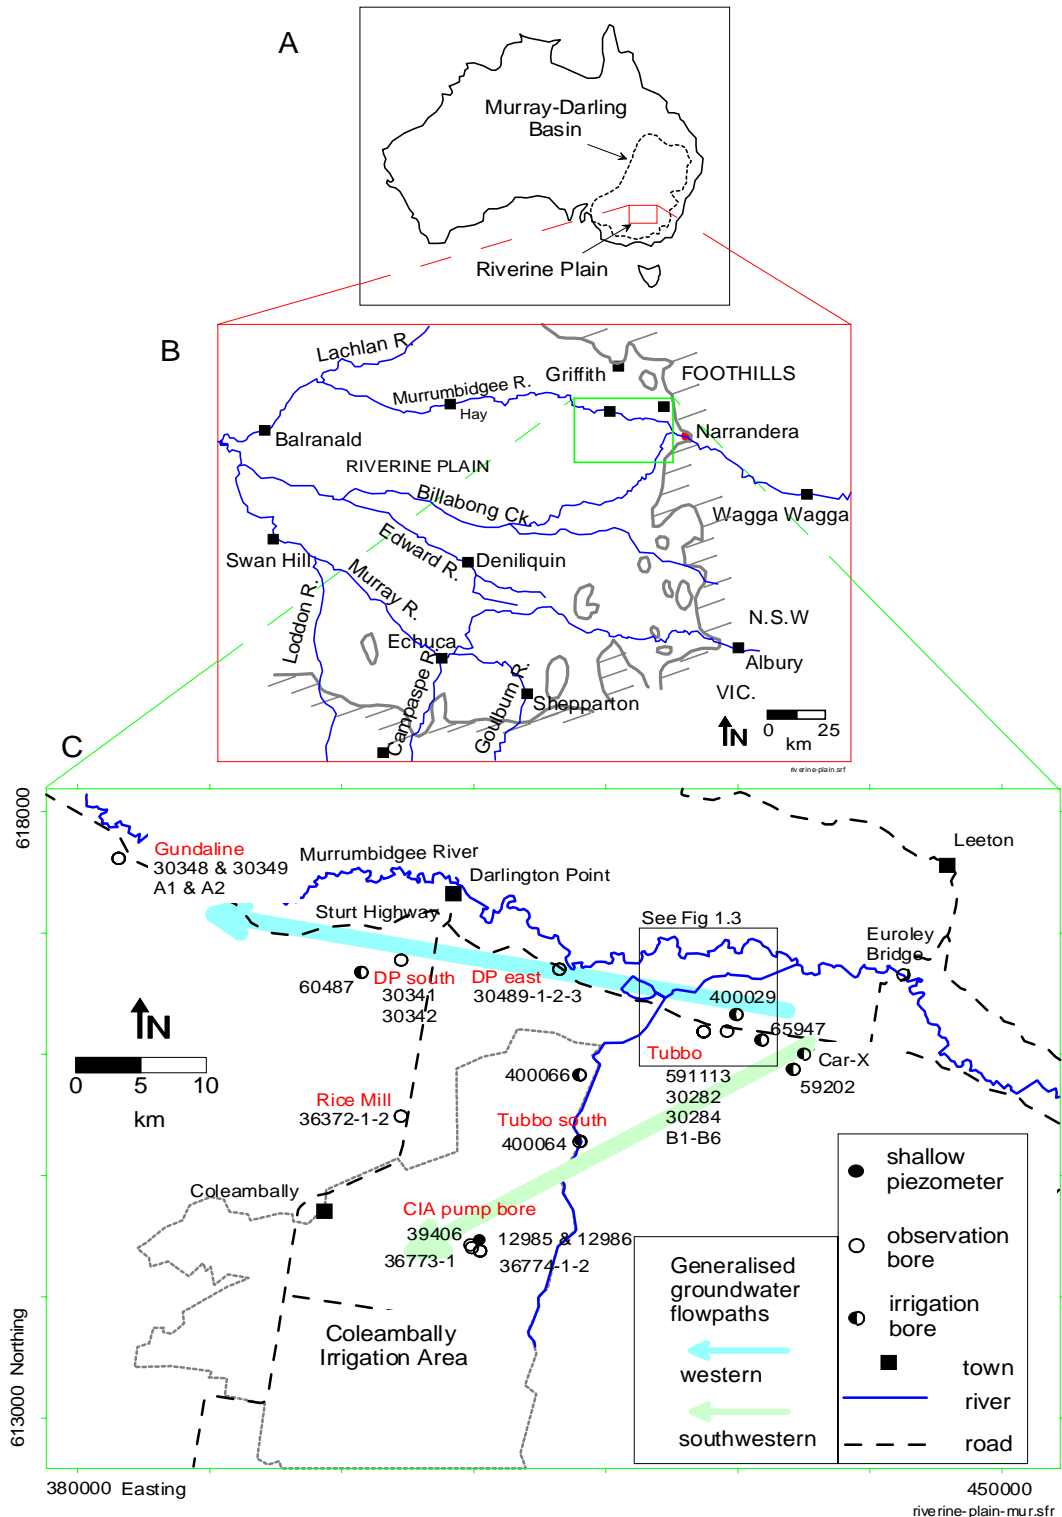 A
Murray-Darling
Basin
Riverine Plain
B
Lachlan R.
Griffith
FOOTHILLS
Murrumbidgee R.
Hay
Balranald
Narrandera
RIVERINE PLAIN
Billabong Ck.
Wagga Wagga
Edward R.
Swan Hill
Deniliquin
Murray R.
Loddon R.
N.S.W
Echuca
Albury
Campaspe R.
Goulburn R.
Shepparton
VIC.
N
0 25
km
riverine-plain.srf
C
618000
Gundaline
30348 & 30349
A1 & A2
Murrumbidgee River
Darlington Point
Leeton
Sturt Highway
See Fig 1.3
Euroley
Bridge
60487
DP south
30341
30342
DP east
30489-1-2-3
400029
65947
N
0 5 10
km
Tubbo
591113
30282
30284
B1-B6
Car-X
59202
400066
Rice Mill
36372-1-2
Tubbo south
400064
Coleambally
CIA pump bore
39406
36773-1
12985 & 12986
36774-1-2
Coleambally
Irrigation Area
Generalised
groundwater
flowpaths
western
southwestern
shallow
piezometer
observation
bore
irrigation
bore
town
river
road
613000 Northing
380000 Easting
450000
riverine-plain-mur.sfr